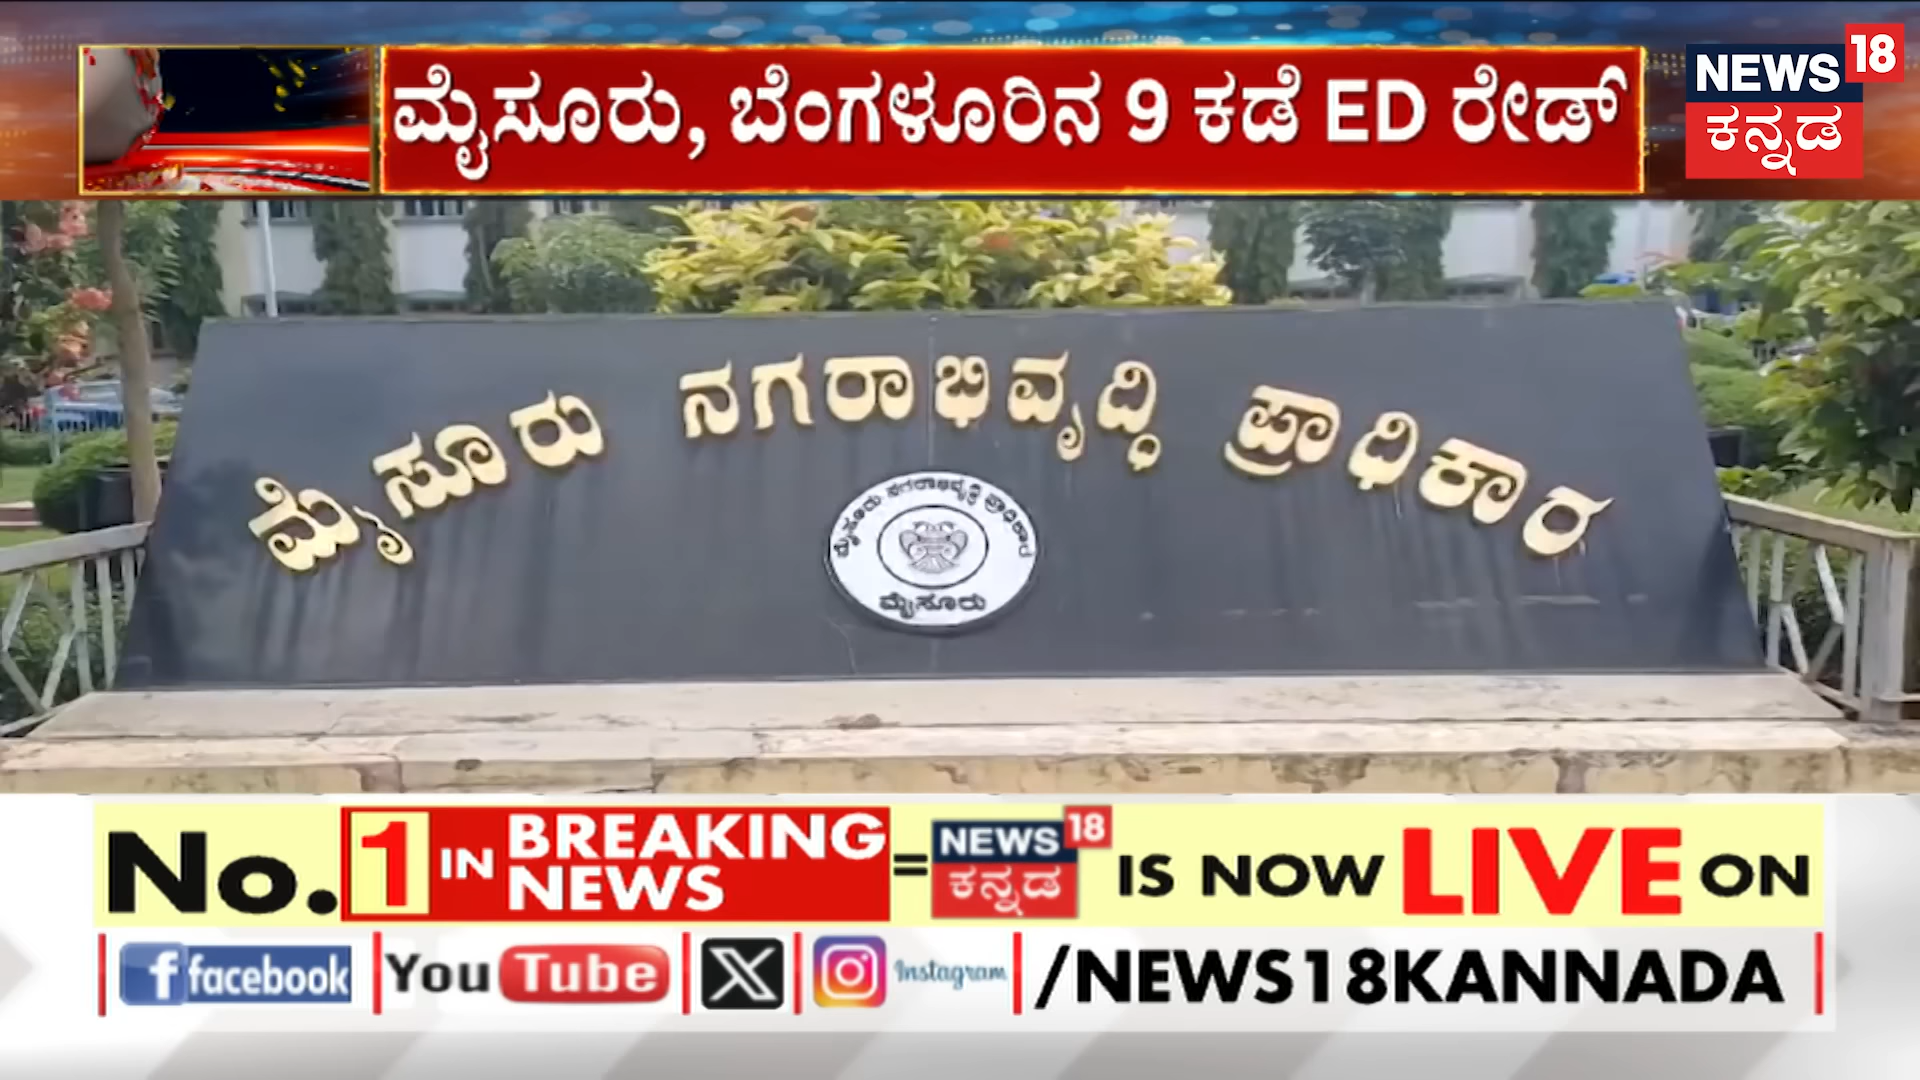 ಮೈಸೂರು, ಬೆಂಗಳೂರಿನ 9 ಕಡೆ ED ರೇಡ್
NEWS 18
ಕನ್ನಡ
ಮೈಸೂರು ನಗರಾಭಿವೃದ್ಧಿ ಪ್ರಾಧಿಕಾರ
ಮೈಸೂರು ನಗರಾಭಿವೃದ್ಧಿ ಪ್ರಾಧಿಕಾರ
ಮೈಸೂರು
No. 1 IN BREAKING NEWS = NEWS 18 ಕನ್ನಡ IS NOW LIVE ON
facebook YouTube X Instagram /NEWS18KANNADA